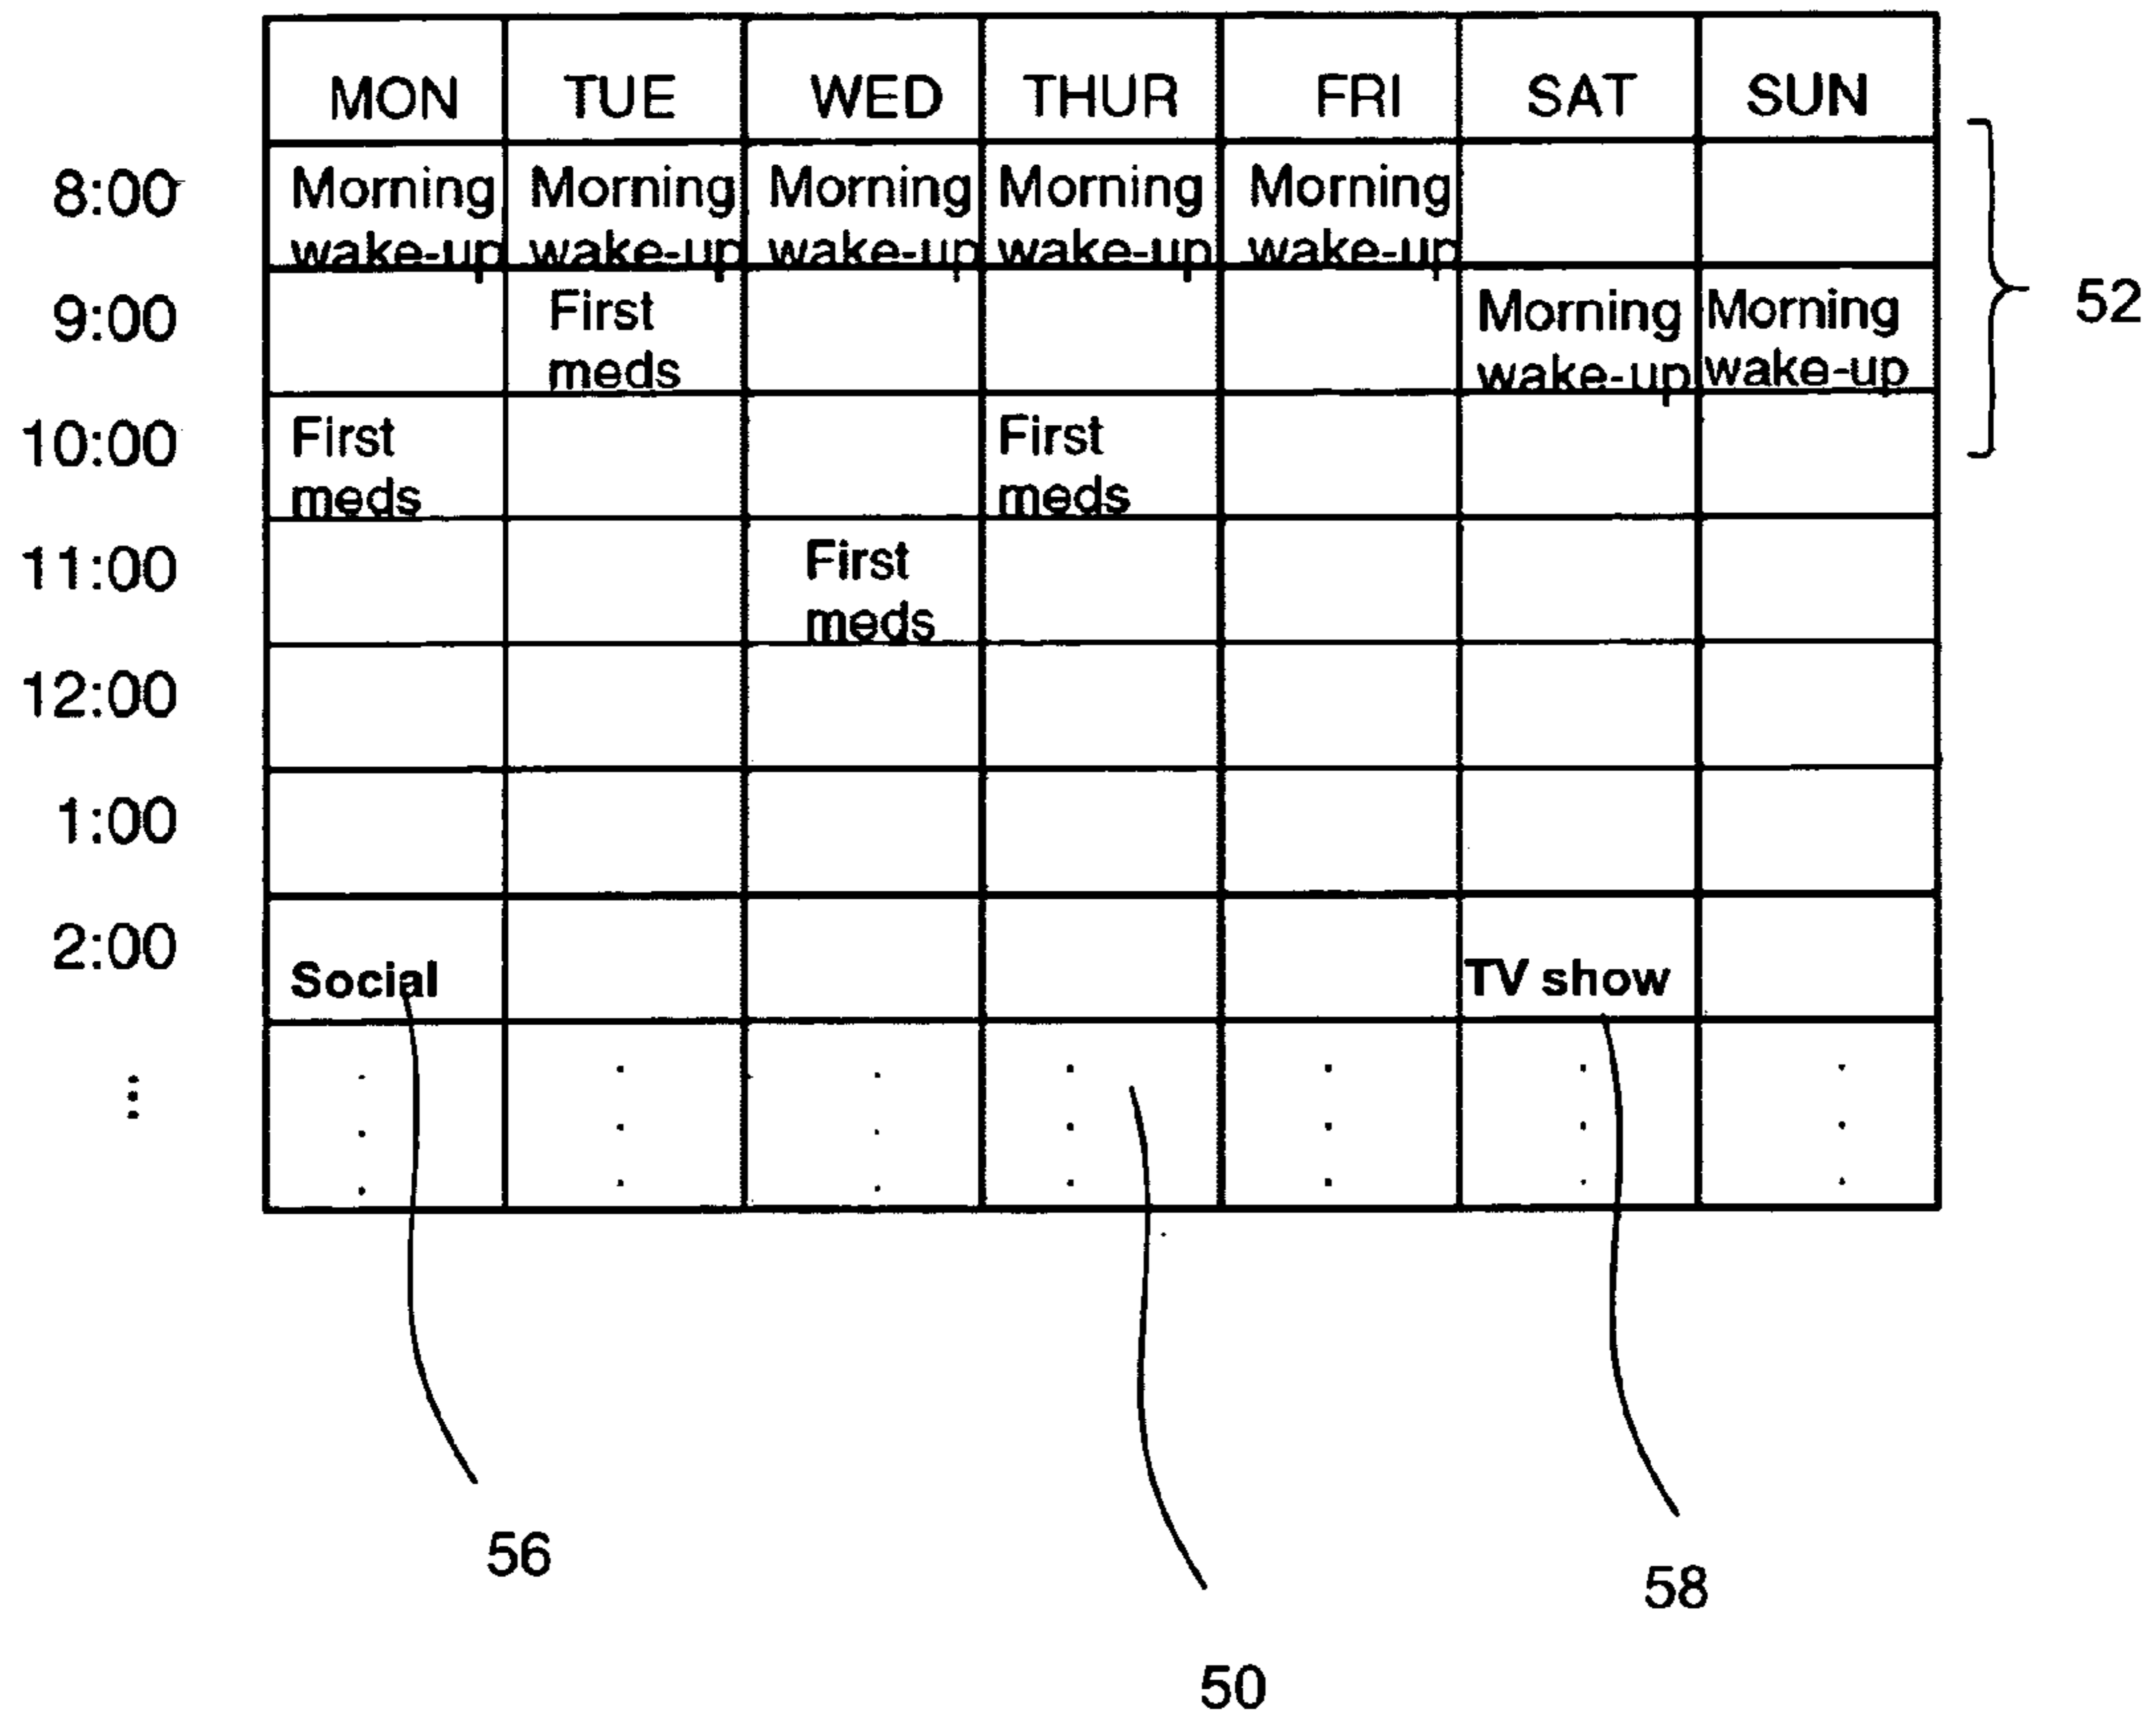 MON TUE WED THUR FRI SAT SUN
8:00 Morning Morning Morning Morning Morning
wake-up wake-up wake-up wake-up wake-up
52
9:00 First Morning Morning
meds wake-up wake-up
10:00 First First
meds meds
11:00 First
meds
12:00
1:00
2:00
Social TV show
56
58
50